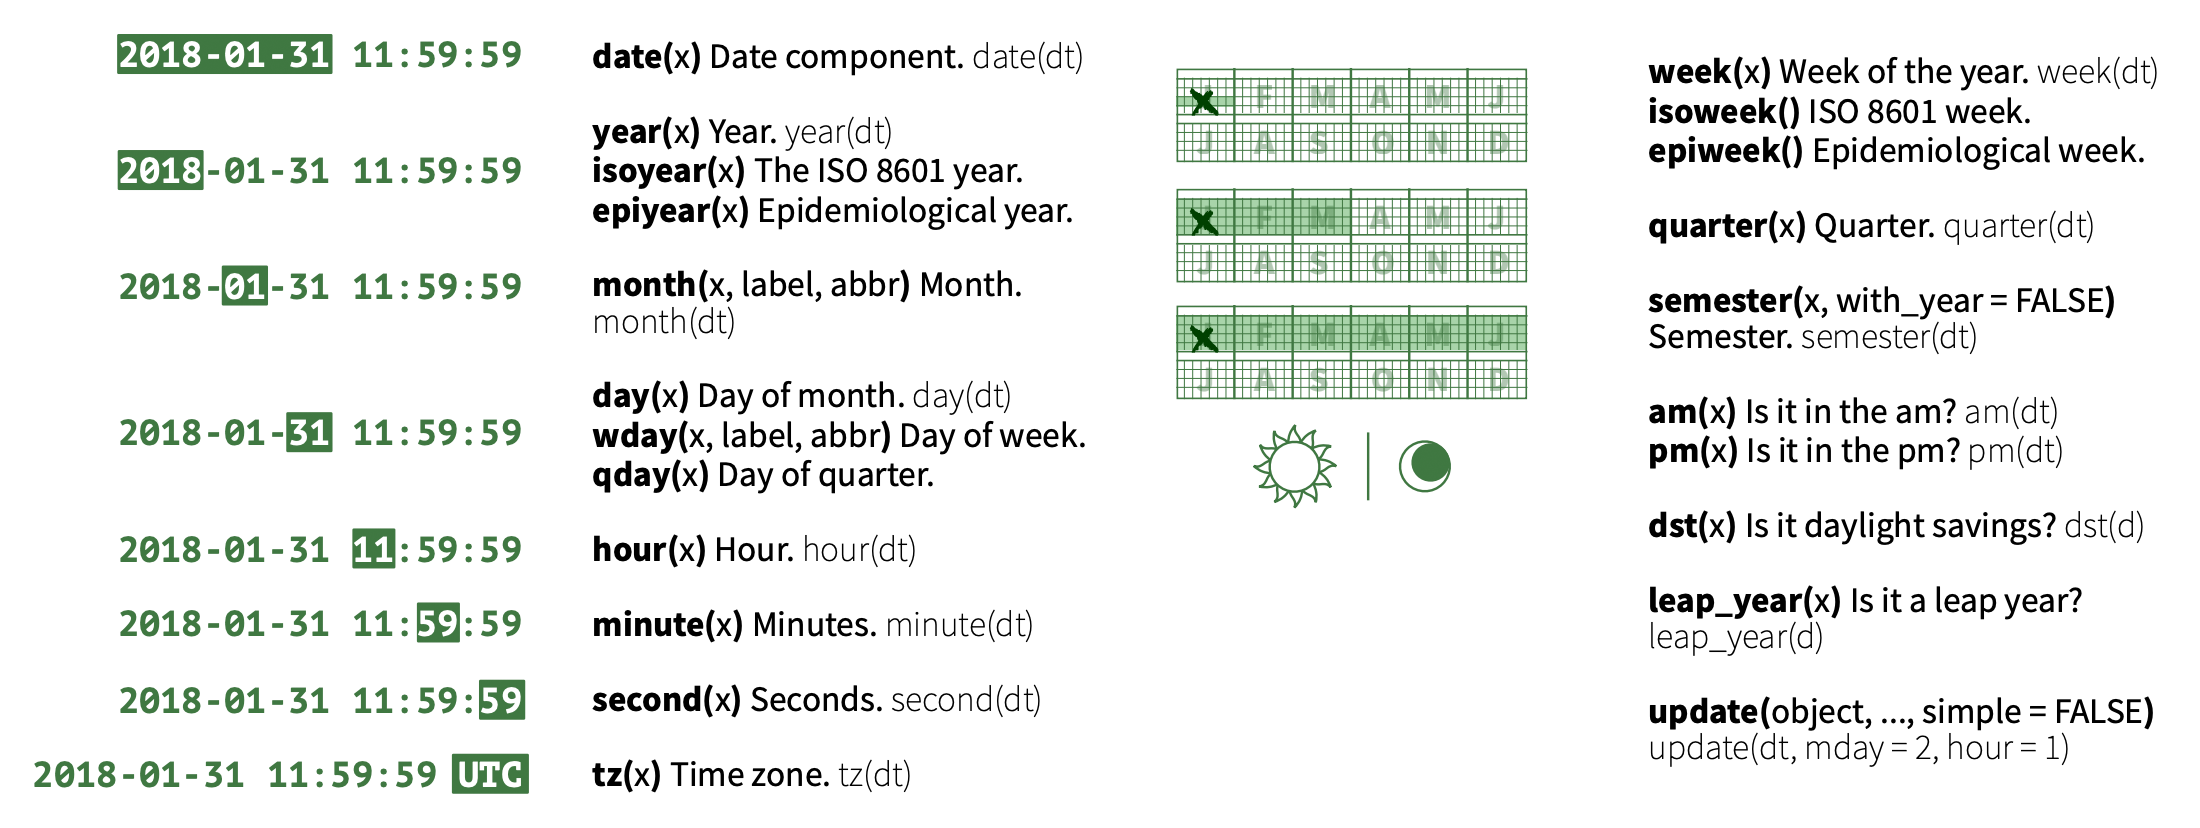 2018-01-31 11:59:59
date(x) Date component. date(dt)
2018-01-31 11:59:59
year(x) Year. year(dt)
isoyear(x) The ISO 8601 year.
epiyear(x) Epidemiological year.
2018-01-31 11:59:59
month(x, label, abbr) Month.
month(dt)
2018-01-31 11:59:59
day(x) Day of month. day(dt)
wday(x, label, abbr) Day of week.
qday(x) Day of quarter.
2018-01-31 11:59:59
hour(x) Hour. hour(dt)
2018-01-31 11:59:59
minute(x) Minutes. minute(dt)
2018-01-31 11:59:59
second(x) Seconds. second(dt)
2018-01-31 11:59:59 UTC
tz(x) Time zone. tz(dt)
F M A M J
J A S O N D
week(x) Week of the year. week(dt)
isoweek() ISO 8601 week.
epiweek() Epidemiological week.
F M A M J
J A S O N D
quarter(x) Quarter. quarter(dt)
F M A M J
J A S O N D
semester(x, with_year = FALSE)
Semester. semester(dt)
am(x) Is it in the am? am(dt)
pm(x) Is it in the pm? pm(dt)
dst(x) Is it daylight savings? dst(d)
leap_year(x) Is it a leap year?
leap_year(d)
update(object, ..., simple = FALSE)
update(dt, mday = 2, hour = 1)